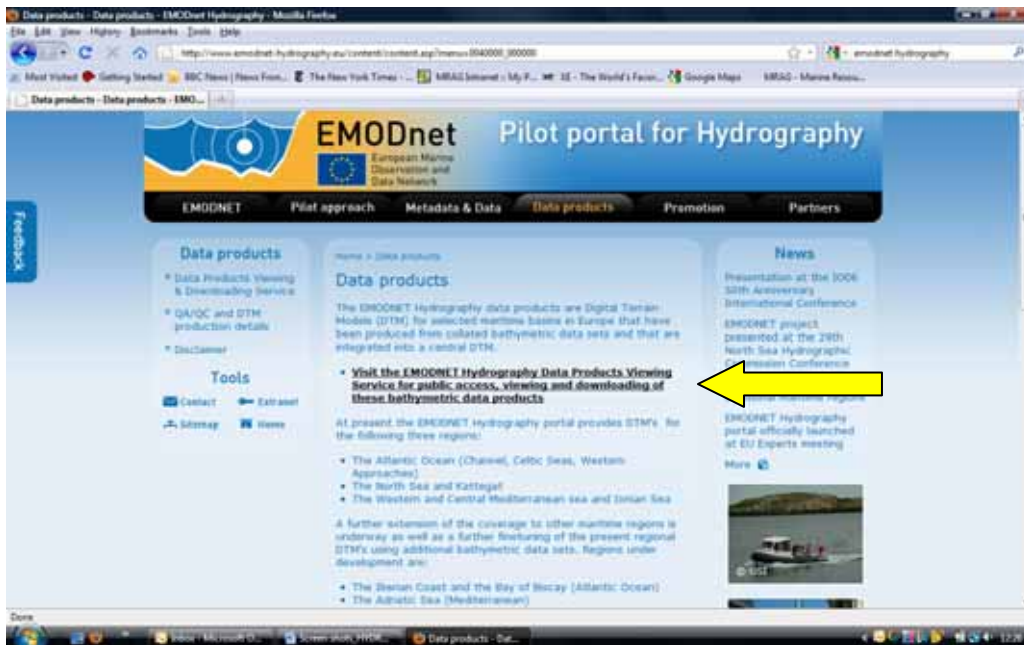 Data products - Data products - EMODnet Hydrography - Mozilla Firefox
File Edit View History Bookmarks Tools Help
emodnet hydrography
Most Visited Getting Started BBC News | News Front... The New York Times - ... Google Maps
Data products - Data products - EMO...
EMODnet
European Marine
Observation and
Data Network
Pilot portal for Hydrography
EMODNET Pilot approach Metadata & Data Data products Promotion Partners
Feedback
Data products
Data Products Viewing
& Downloading Service
QA/QC and DTM
production details
Disclaimer
Tools
Contact Extranet
Sitemap Home
Home > Data products
Data products
The EMODNET Hydrography data products are Digital Terrain
Models (DTM) for selected maritime basins in Europe that have
been produced from collated bathymetric data sets and that are
integrated into a central DTM.
• Visit the EMODNET Hydrography Data Products Viewing
Service for public access, viewing and downloading of
these bathymetric data products
At present the EMODNET Hydrography portal provides DTM's for
the following three regions:
• The Atlantic Ocean (Channel, Celtic Seas, Western
Approaches)
• The North Sea and Kattegat
• The Western and Central Mediterranean sea and Ionian Sea
A further extension of the coverage to other maritime regions is
underway as well as a further finetuning of the present regional
DTM's using additional bathymetric data sets. Regions under
development are:
• The Iberian Coast and the Bay of Biscay (Atlantic Ocean)
• The Adriatic Sea (Mediterranean)
News
Presentation at the
50th Anniversary
International Conference
EMODNET project
presented at the 29th
North Sea Hydrographic
Commission Conference
maritime regions
EMODNET Hydrography
portal officially launched
at EU Experts meeting
More
Done
Inbox - Microsoft O... Screen shots_HYDR... Data products - Dat...